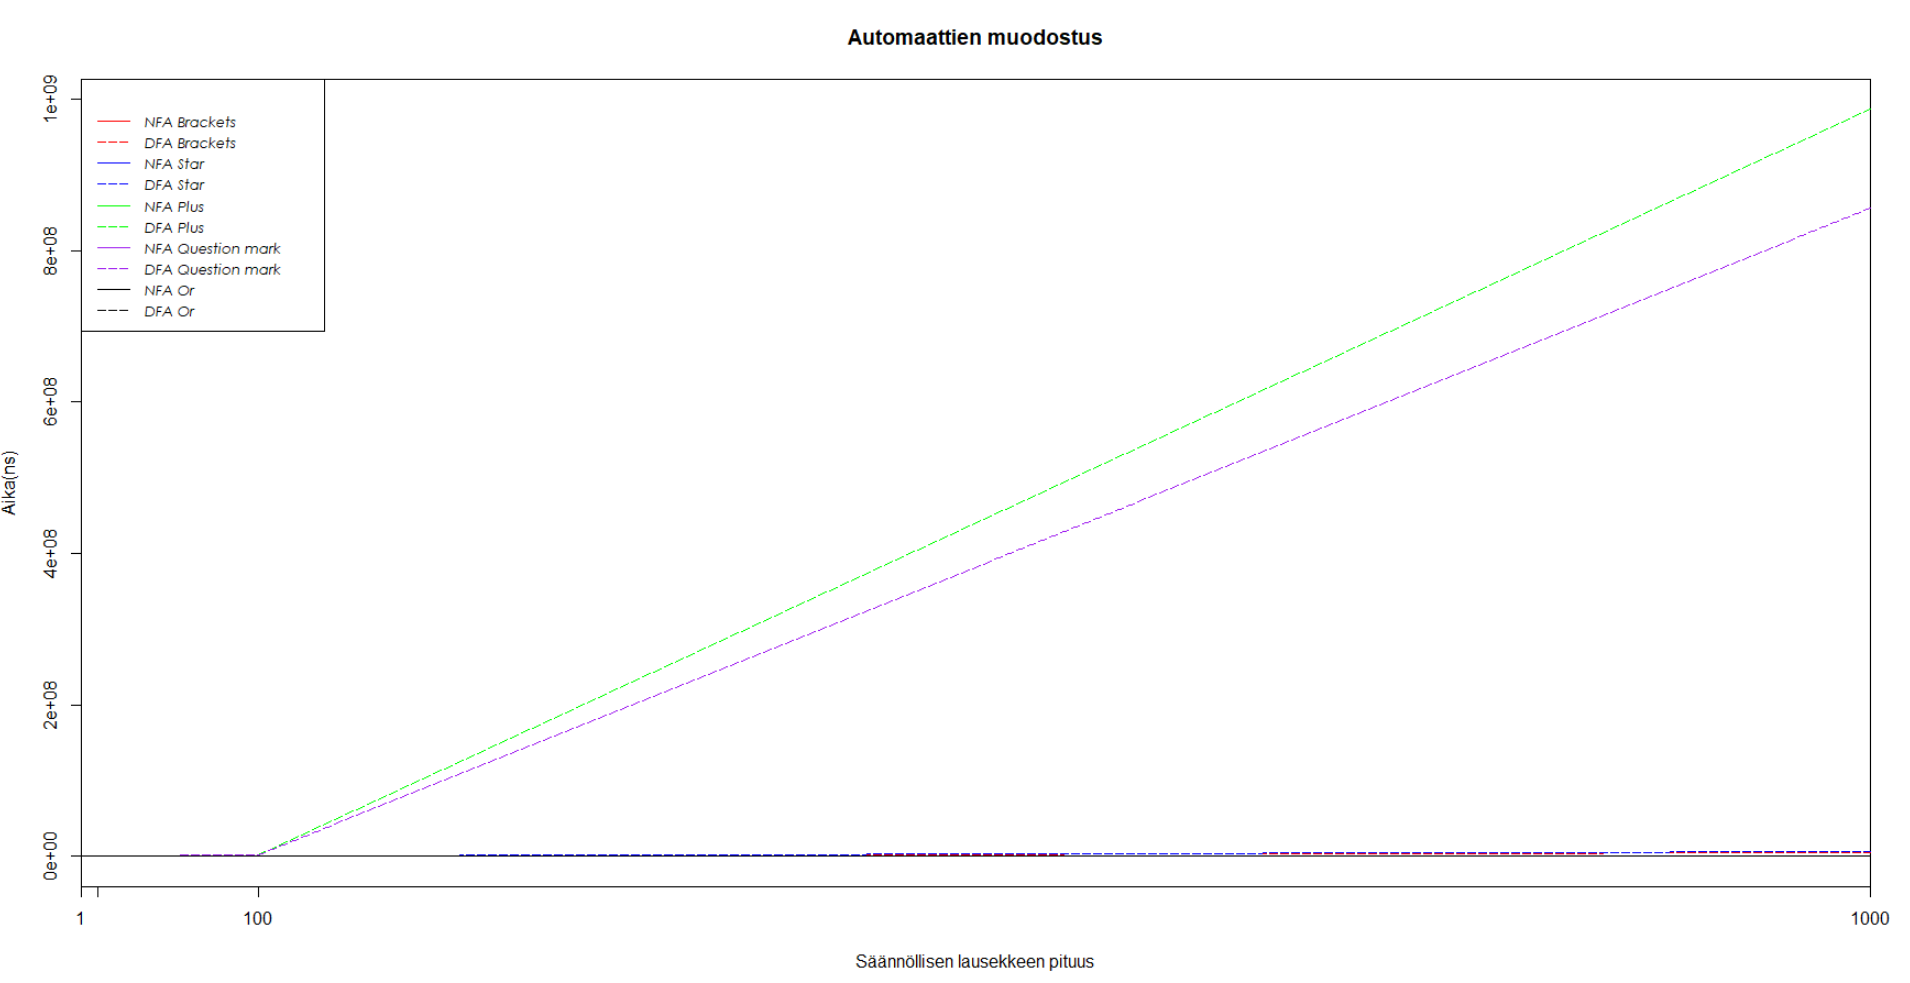 Automaattien muodostus
1e+09
8e+08
6e+08
4e+08
2e+08
0e+00
Aika(ns)
NFA Brackets
DFA Brackets
NFA Star
DFA Star
NFA Plus
DFA Plus
NFA Question mark
DFA Question mark
NFA Or
DFA Or
1 100 1000
Säännöllisen lausekkeen pituus